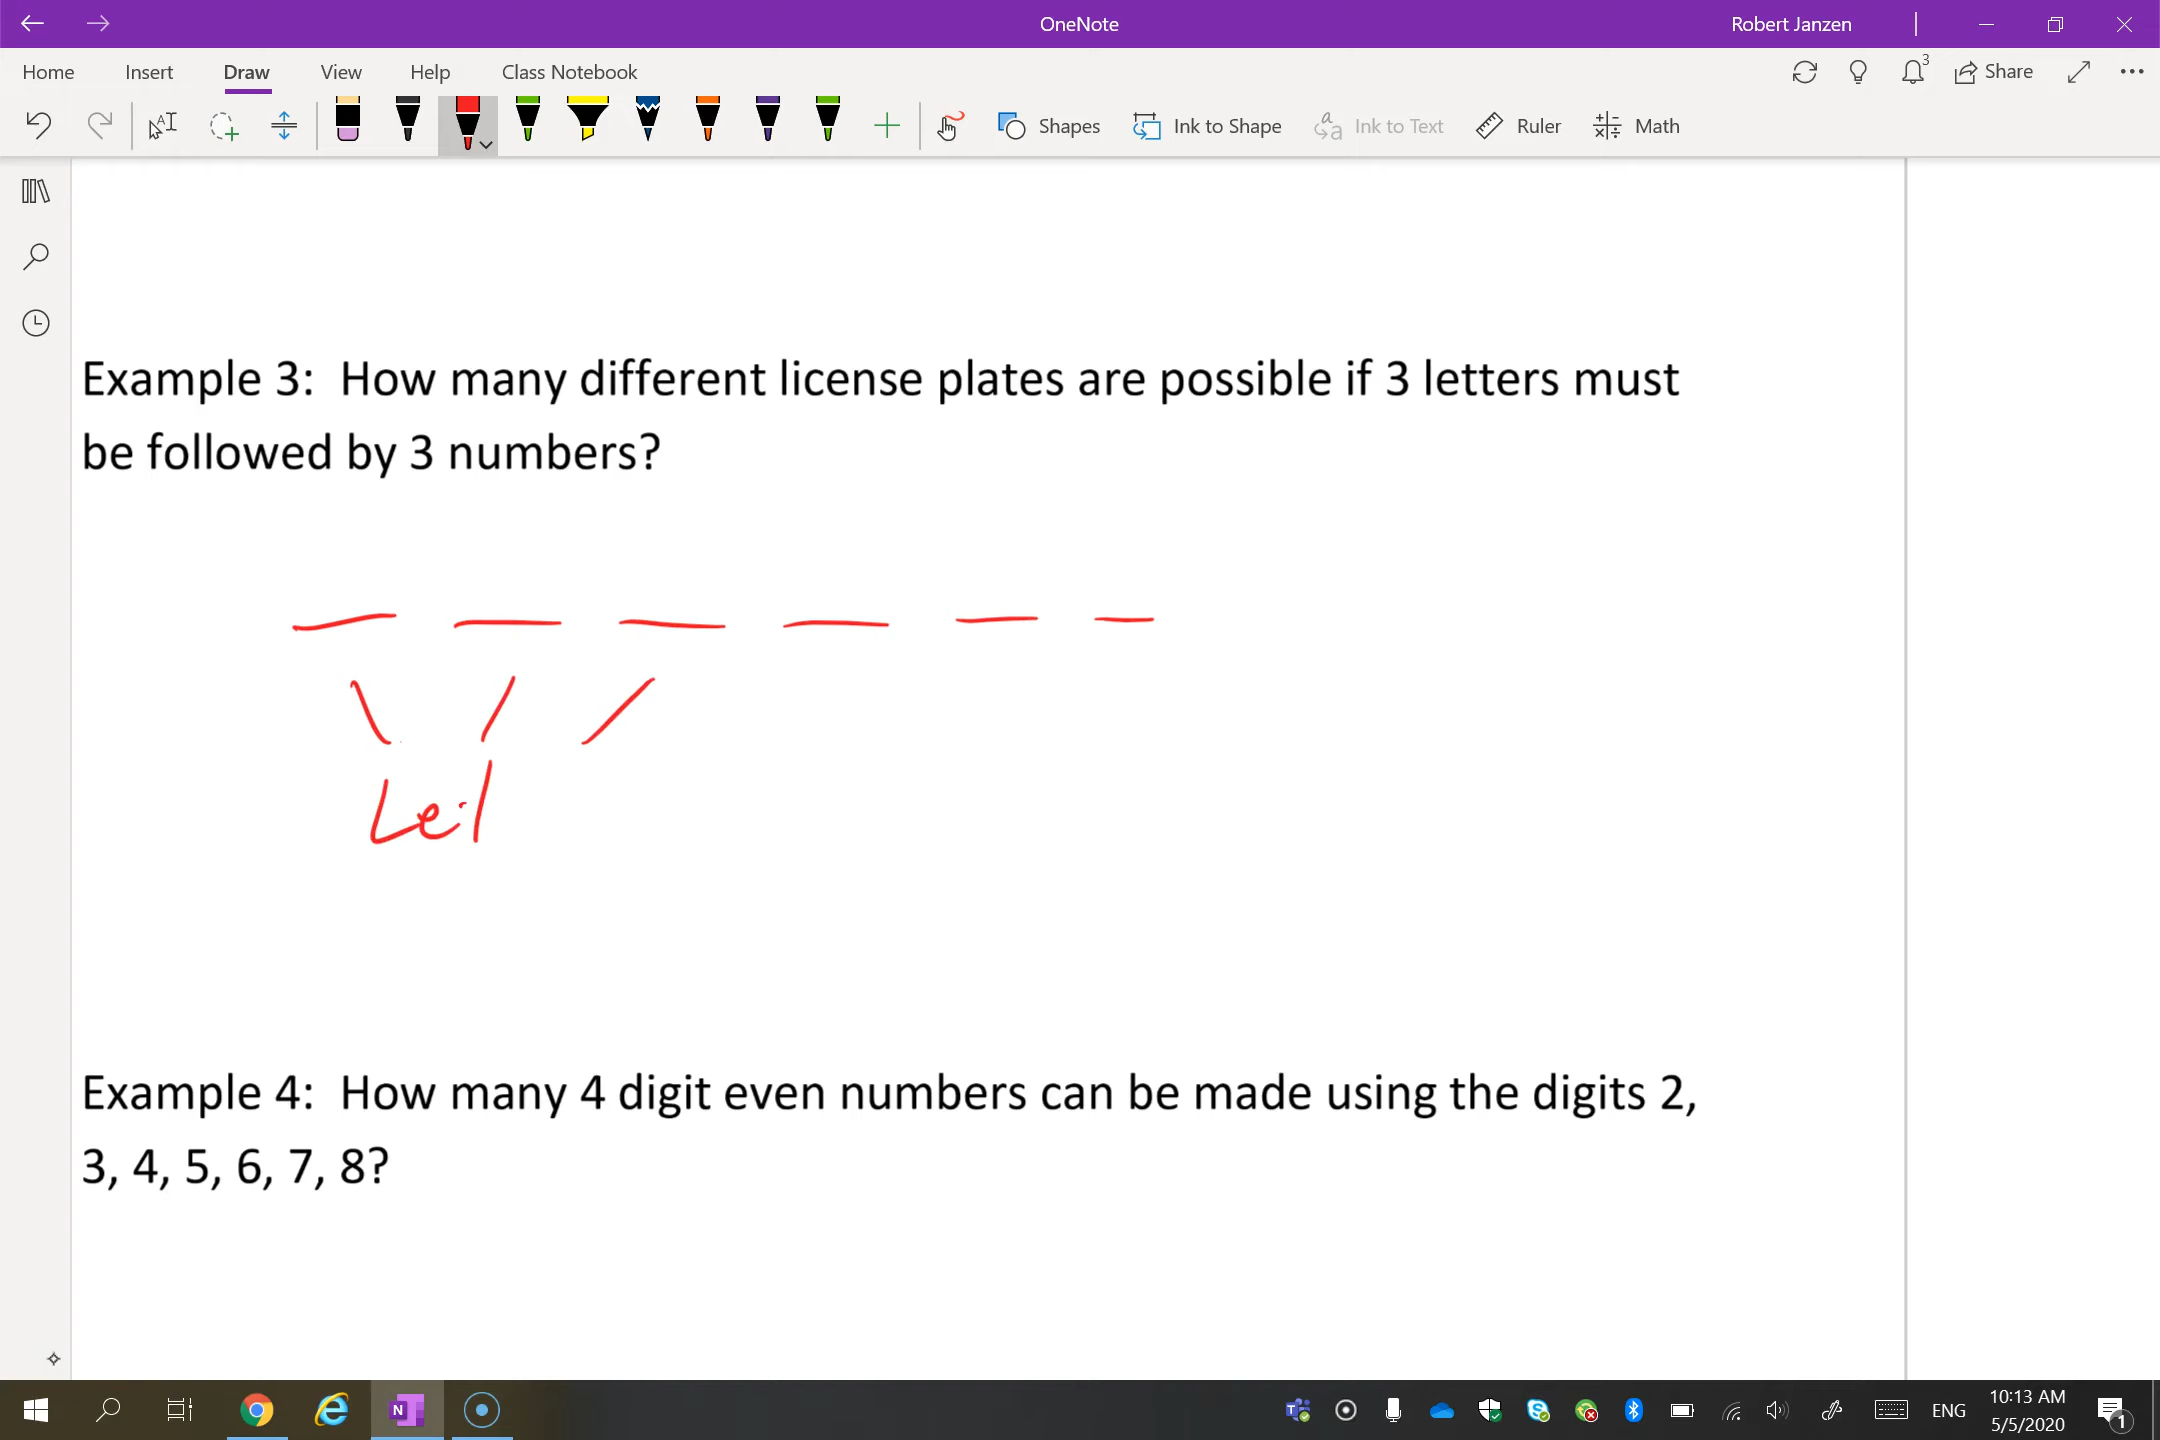 OneNote
Robert Janzen
Home Insert Draw View Help Class Notebook
3
Share
Shapes Ink to Shape Ink to Text Ruler Math
Example 3: How many different license plates are possible if 3 letters must
be followed by 3 numbers?
Example 4: How many 4 digit even numbers can be made using the digits 2,
3, 4, 5, 6, 7, 8?
ENG
10:13 AM
5/5/2020
1